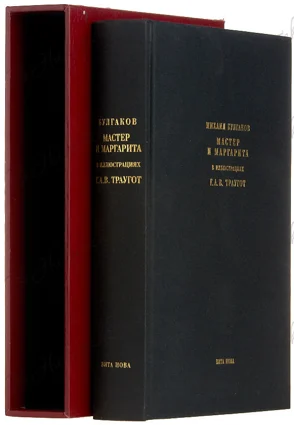 БУЛГАКОВ
МАСТЕР
И МАРГАРИТА
В ИЛЛЮСТРАЦИЯХ
Г.А.В. ТРАУГОТ
ВИТА НОВА
МИХАИЛ БУЛГАКОВ
МАСТЕР
И МАРГАРИТА
В ИЛЛЮСТРАЦИЯХ
Г.А.В. ТРАУГОТ
ВИТА НОВА